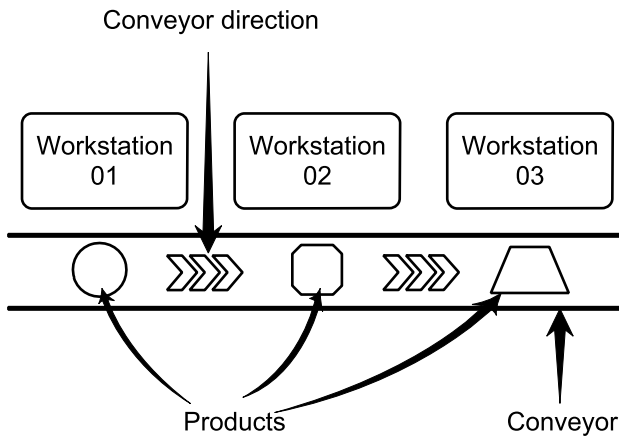 Conveyor direction
Workstation
01
Workstation
02
Workstation
03
Products
Conveyor